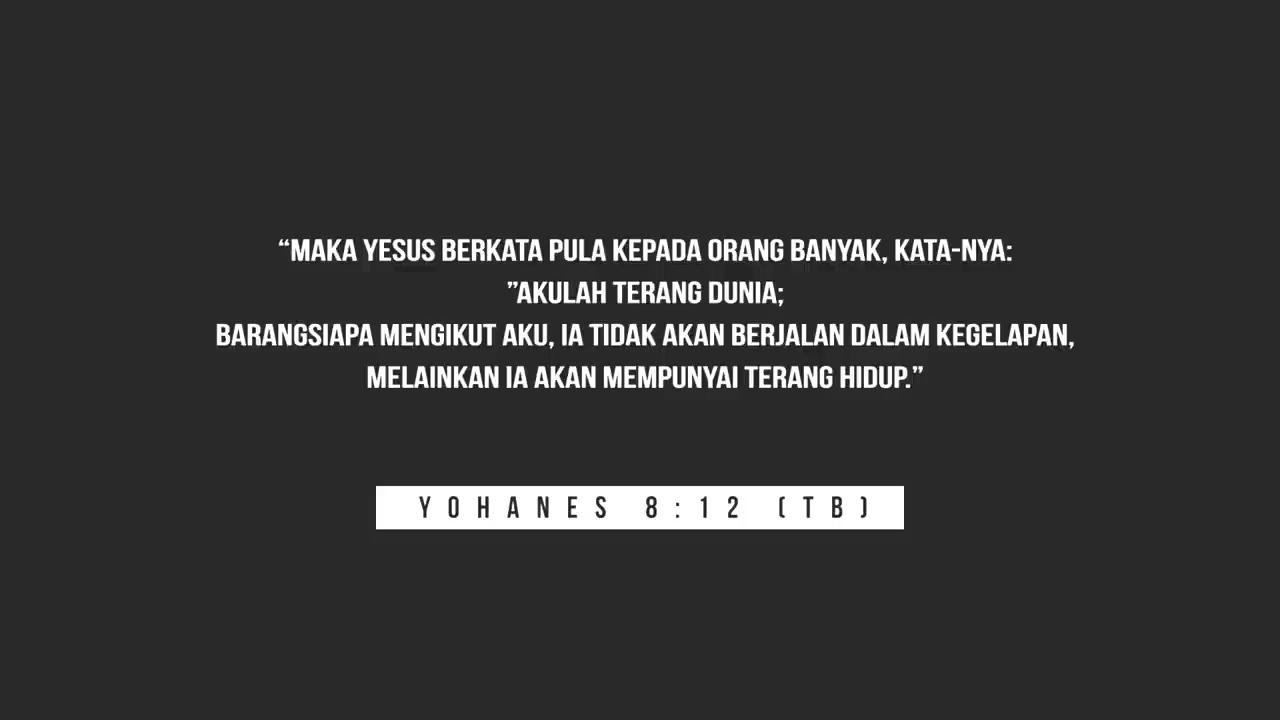 “MAKA YESUS BERKATA PULA KEPADA ORANG BANYAK, KATA-NYA:
”AKULAH TERANG DUNIA;
BARANGSIAPA MENGIKUT AKU, IA TIDAK AKAN BERJALAN DALAM KEGELAPAN,
MELAINKAN IA AKAN MEMPUNYAI TERANG HIDUP.”
YOHANES 8:12 (TB)